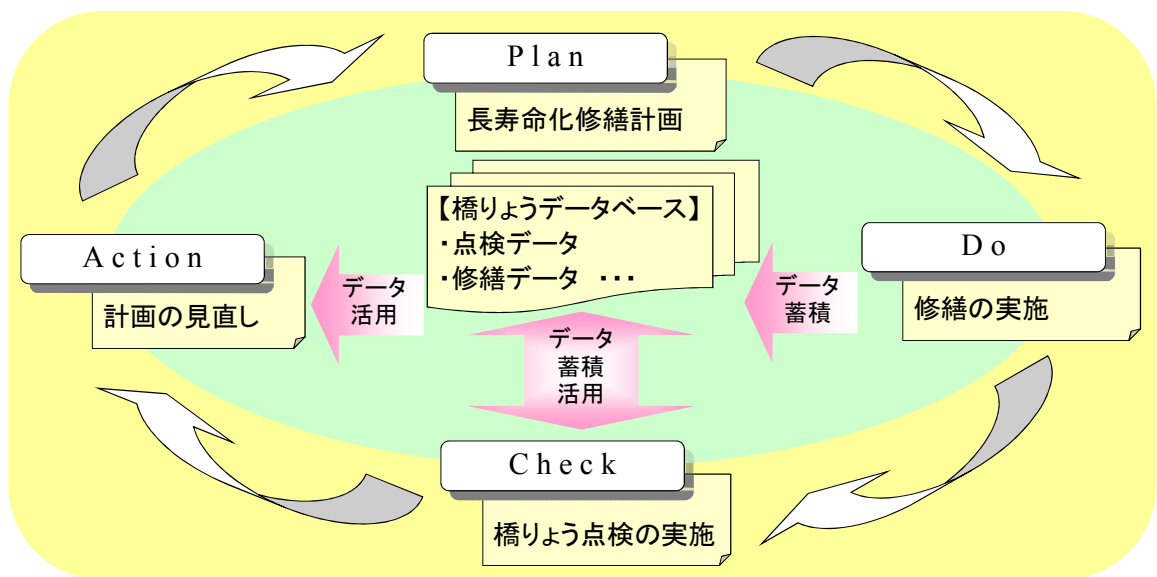 Plan
長寿命化修繕計画
【橋りょうデータベース】
・点検データ
・修繕データ ・・・
Action
計画の見直し
データ
活用
データ
蓄積
Do
修繕の実施
データ
蓄積
活用
Check
橋りょう点検の実施